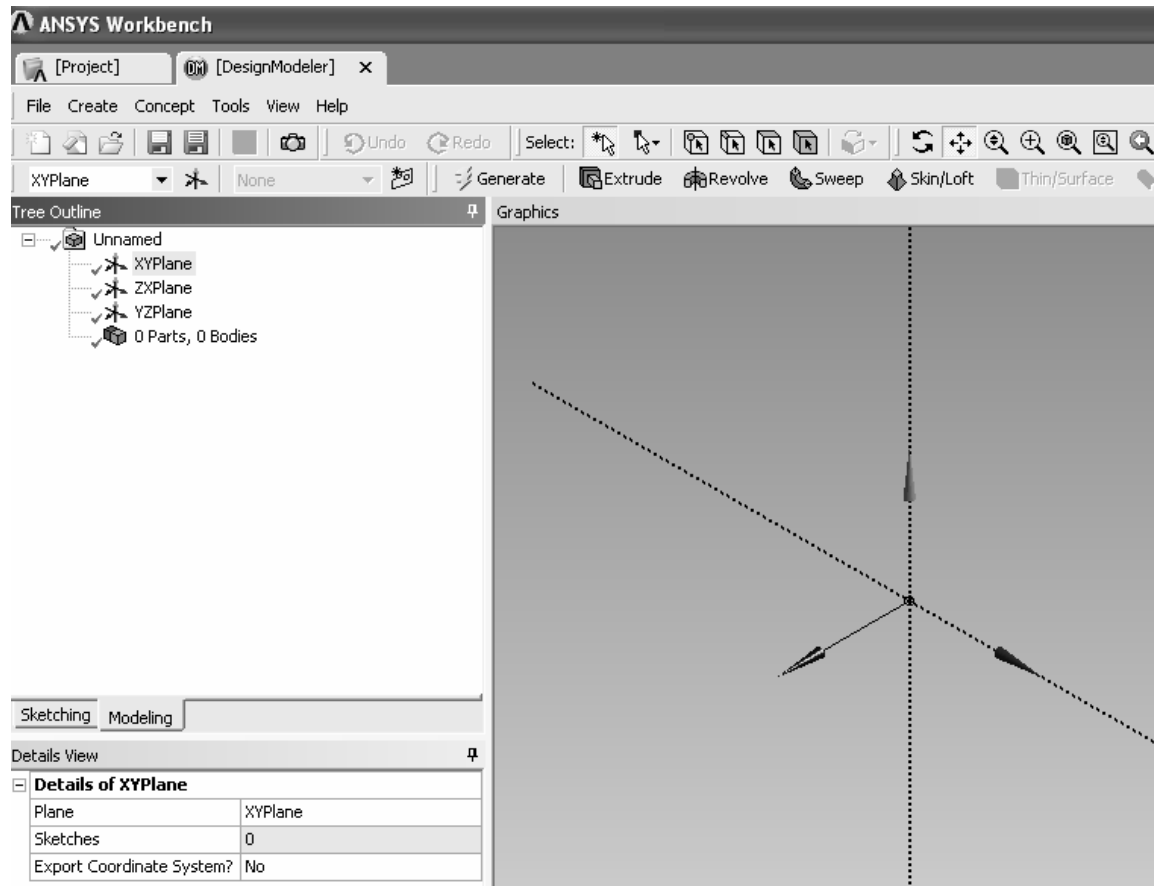 ANSYS Workbench
[Project] DM [DesignModeler] X
File Create Concept Tools View Help
Undo Redo Select:
XYPlane None Generate Extrude Revolve Sweep Skin/Loft Thin/Surface
Tree Outline
Graphics
Unnamed
XYPlane
ZXPlane
YZPlane
0 Parts, 0 Bodies
Sketching Modeling
Details View
Details of XYPlane
Plane XYPlane
Sketches 0
Export Coordinate System? No